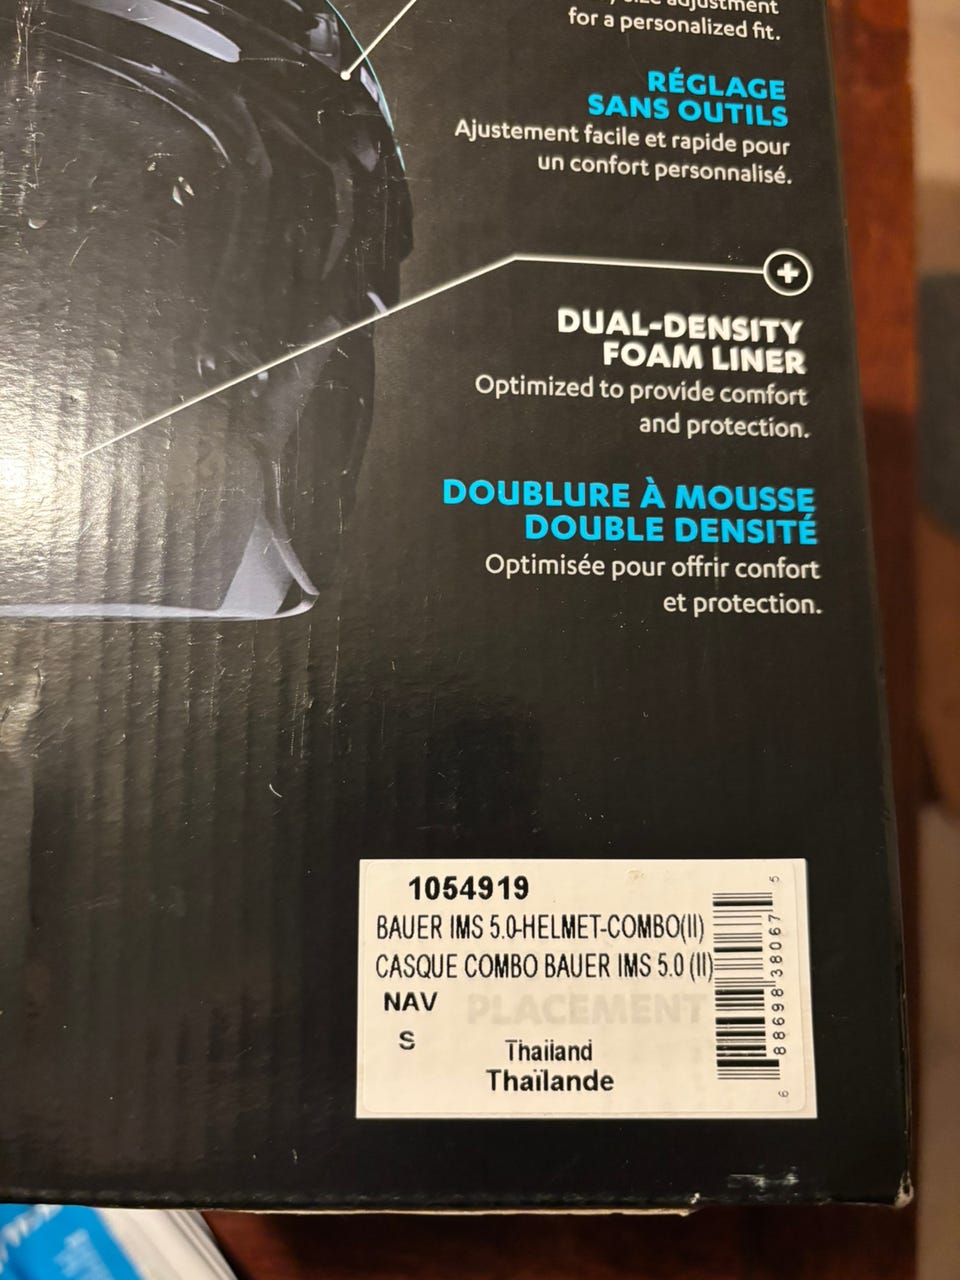 size adjustment
for a personalized fit.
RÉGLAGE
SANS OUTILS
Ajustement facile et rapide pour
un confort personnalisé.
DUAL-DENSITY
FOAM LINER
Optimized to provide comfort
and protection.
DOUBLURE À MOUSSE
DOUBLE DENSITÉ
Optimisée pour offrir confort
et protection.
1054919
BAUER IMS 5.0-HELMET-COMBO(II)
CASQUE COMBO BAUER IMS 5.0 (II)
NAV
PLACEMENT
S
Thailand
Thaïlande
6 88698 38067 5